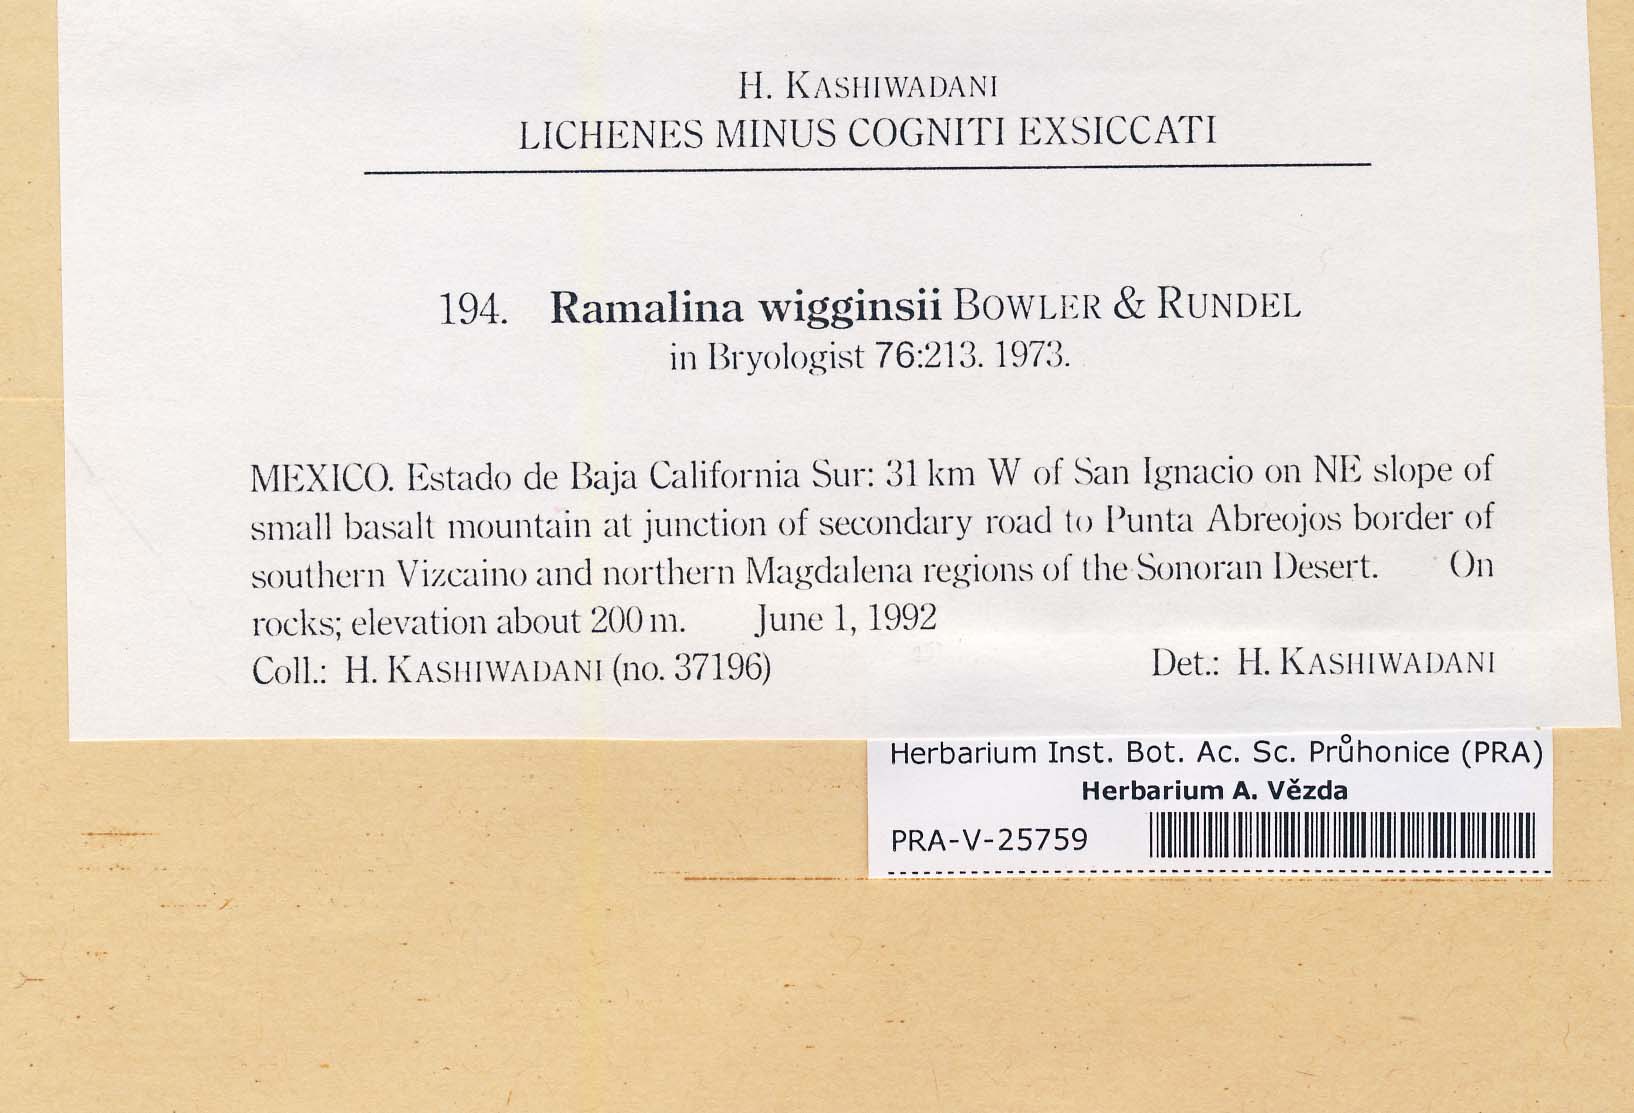 H. KASHIWADANI
LICHENES MINUS COGNITI EXSICCATI
194. Ramalina wigginsii BOWLER & RUNDEL
in Bryologist 76:213. 1973.
MEXICO. Estado de Baja California Sur: 31 km W of San Ignacio on NE slope of
small basalt mountain at junction of secondary road to Punta Abreojos border of
southern Vizcaino and northern Magdalena regions of the Sonoran Desert. On
rocks; elevation about 200 m. June 1, 1992
Coll.: H. KASHIWADANI (no. 37196) Det.: H. KASHIWADANI
Herbarium Inst. Bot. Ac. Sc. Průhonice (PRA)
Herbarium A. Vězda
PRA-V-25759